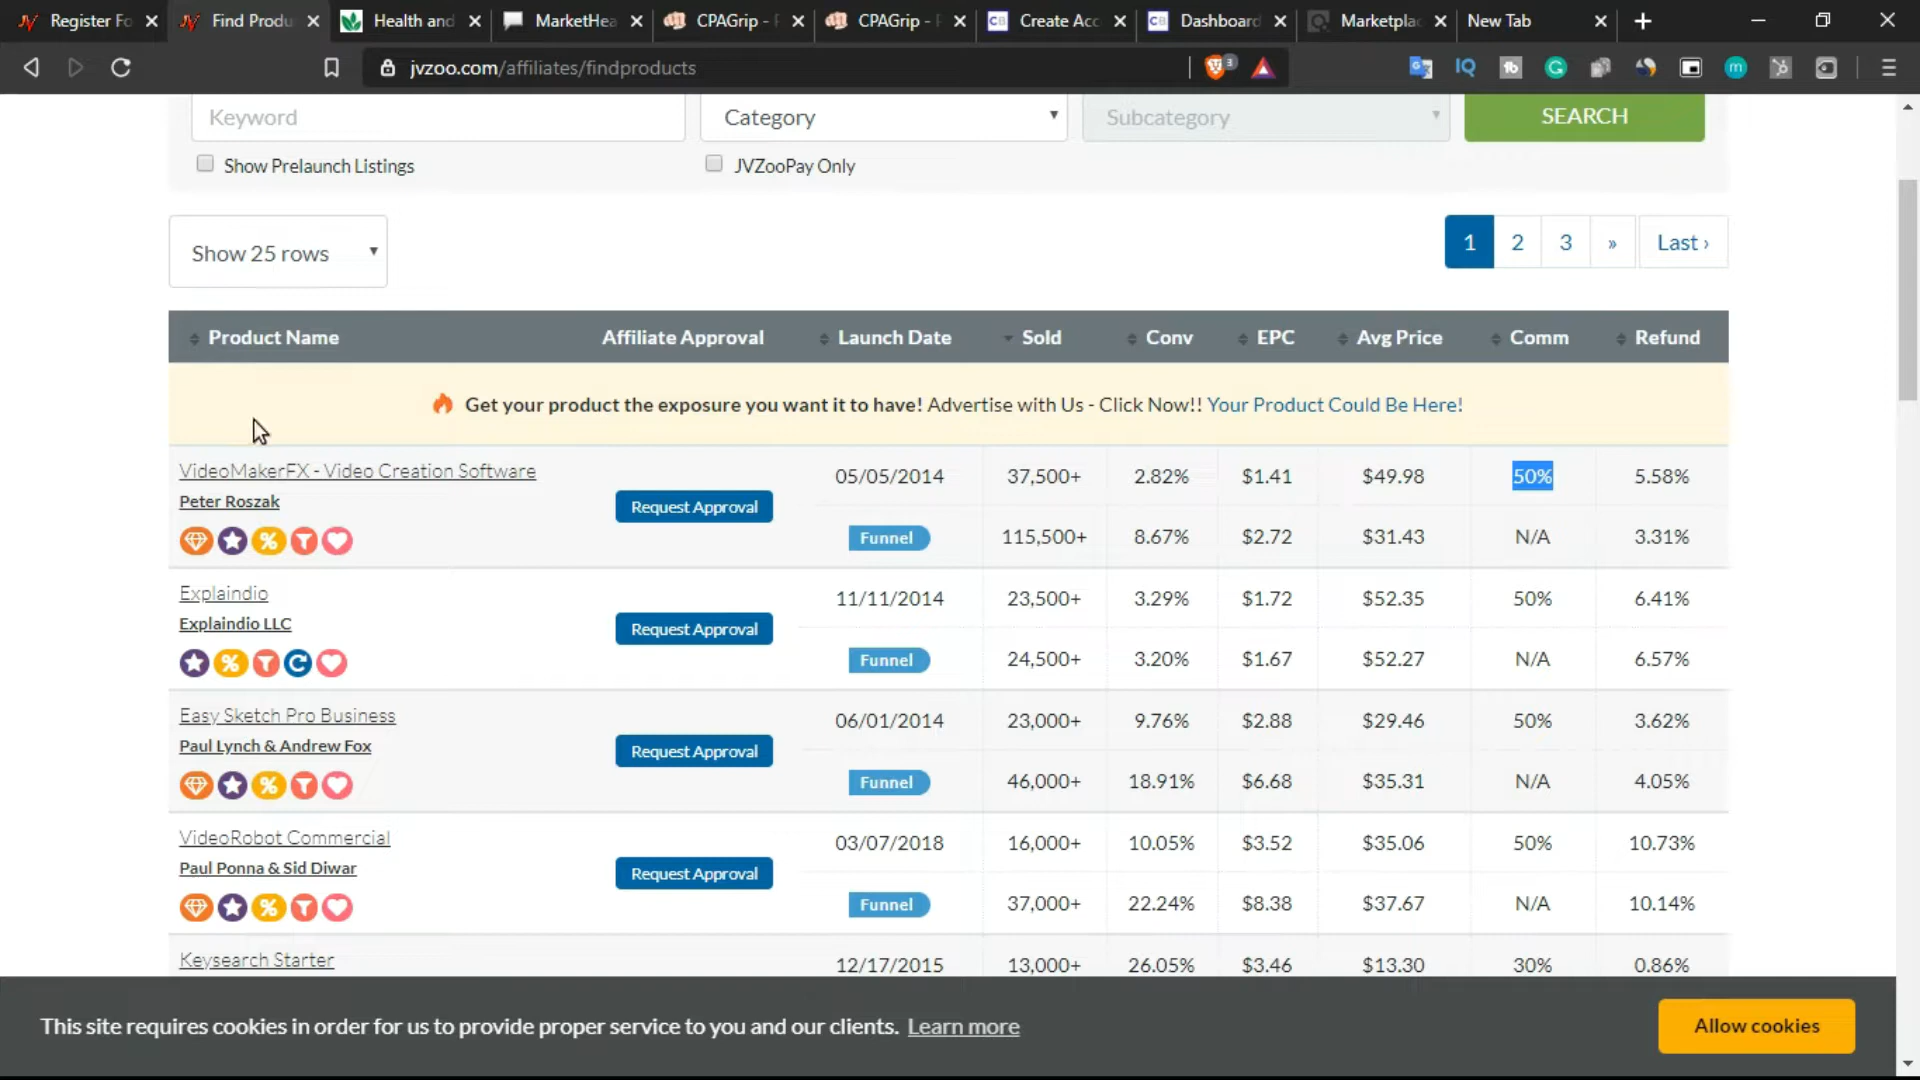 Register Fo
Find Produ
Health and
MarketHea
CPAGrip -
CPAGrip -
CB Create Acc
CB Dashboard
Marketplac
New Tab
jvzoo.com/affiliates/findproducts
3
IQ
tb
G
m
Keyword
Category
Subcategory
SEARCH
Show Prelaunch Listings
JVZooPay Only
Show 25 rows
1 2 3 » Last ›
Product Name Affiliate Approval Launch Date Sold Conv EPC Avg Price Comm Refund
Get your product the exposure you want it to have! Advertise with Us - Click Now!! Your Product Could Be Here!
VideoMakerFX - Video Creation Software 05/05/2014 37,500+ 2.82% $1.41 $49.98 50% 5.58%
Peter Roszak Request Approval
% Funnel 115,500+ 8.67% $2.72 $31.43 N/A 3.31%
Explaindio 11/11/2014 23,500+ 3.29% $1.72 $52.35 50% 6.41%
Explaindio LLC Request Approval
% Funnel 24,500+ 3.20% $1.67 $52.27 N/A 6.57%
Easy Sketch Pro Business 06/01/2014 23,000+ 9.76% $2.88 $29.46 50% 3.62%
Paul Lynch & Andrew Fox Request Approval
% Funnel 46,000+ 18.91% $6.68 $35.31 N/A 4.05%
VideoRobot Commercial 03/07/2018 16,000+ 10.05% $3.52 $35.06 50% 10.73%
Paul Ponna & Sid Diwar Request Approval
% Funnel 37,000+ 22.24% $8.38 $37.67 N/A 10.14%
Keysearch Starter 12/17/2015 13,000+ 26.05% $3.46 $13.30 30% 0.86%
This site requires cookies in order for us to provide proper service to you and our clients. Learn more
Allow cookies